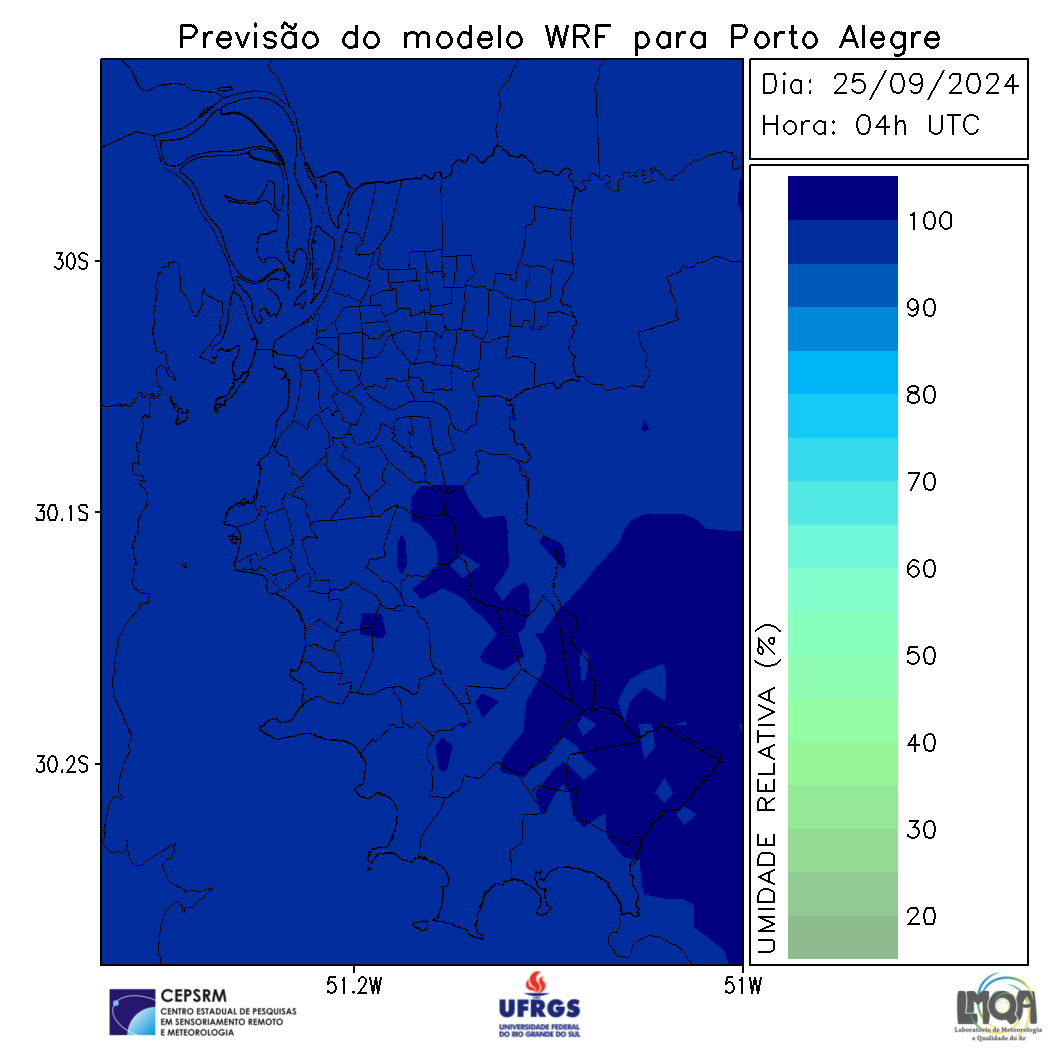 Previsão do modelo WRF para Porto Alegre
Dia: 25/09/2024
Hora: 04h UTC
30S
30.1S
30.2S
51.2W
51W
100
90
80
70
60
50
40
30
20
UMIDADE RELATIVA (%)
CEPSRM
CENTRO ESTADUAL DE PESQUISAS
EM SENSORIAMENTO REMOTO
E METEOROLOGIA
UFRGS
UNIVERSIDADE FEDERAL
DO RIO GRANDE DO SUL
LMQA
Laboratório de Meteorologia
e Qualidade do Ar